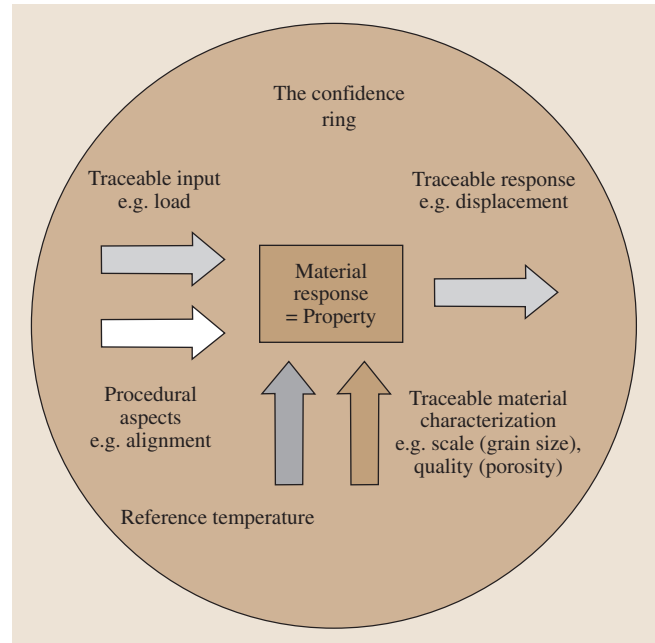 The confidence
ring
Traceable input
e.g. load
Traceable response
e.g. displacement
Material
response
= Property
Procedural
aspects
e.g. alignment
Traceable material
characterization
e.g. scale (grain size),
quality (porosity)
Reference temperature